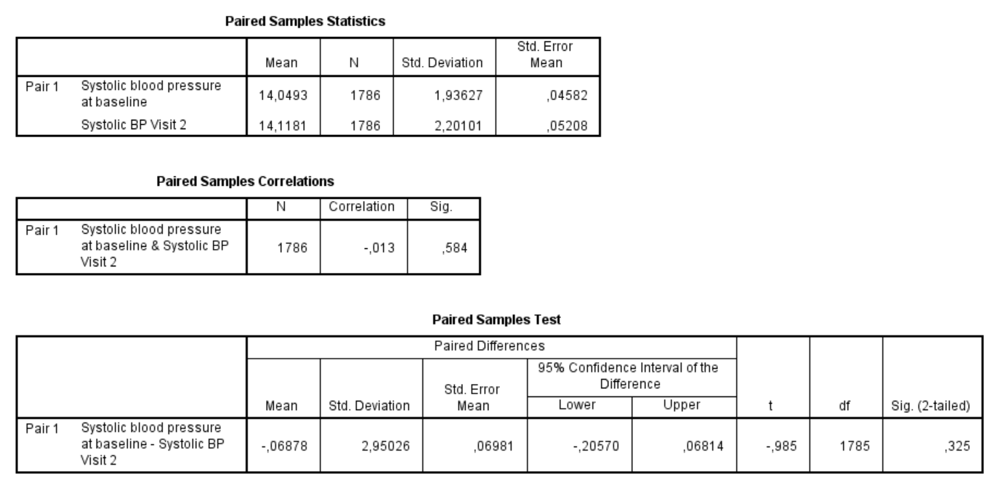 Paired Samples Statistics
Mean N Std. Deviation Std. Error Mean
Pair 1 Systolic blood pressure at baseline 14,0493 1786 1,93627 ,04582
Systolic BP Visit 2 14,1181 1786 2,20101 ,05208
Paired Samples Correlations
N Correlation Sig.
Pair 1 Systolic blood pressure at baseline & Systolic BP Visit 2 1786 -,013 ,584
Paired Samples Test
Paired Differences
95% Confidence Interval of the Difference
Mean Std. Deviation Std. Error Mean Lower Upper t df Sig. (2-tailed)
Pair 1 Systolic blood pressure at baseline - Systolic BP Visit 2 -,06878 2,95026 ,06981 -,20570 ,06814 -,985 1785 ,325